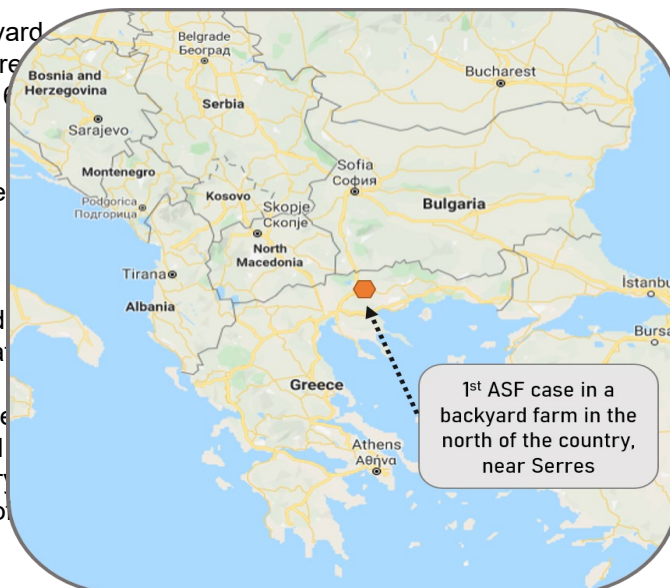 yard
Belgrade
Београд
Bucharest
Bosnia and
Herzegovina
Serbia
Sarajevo
Sofia
София
Montenegro
Kosovo
Skopje
Скопје
Bulgaria
Podgorica
Подгорица
North
Macedonia
Tirana
Albania
İstanbu
Bursa
Greece
Athens
Αθήνα
1st ASF case in a
backyard farm in the
north of the country,
near Serres